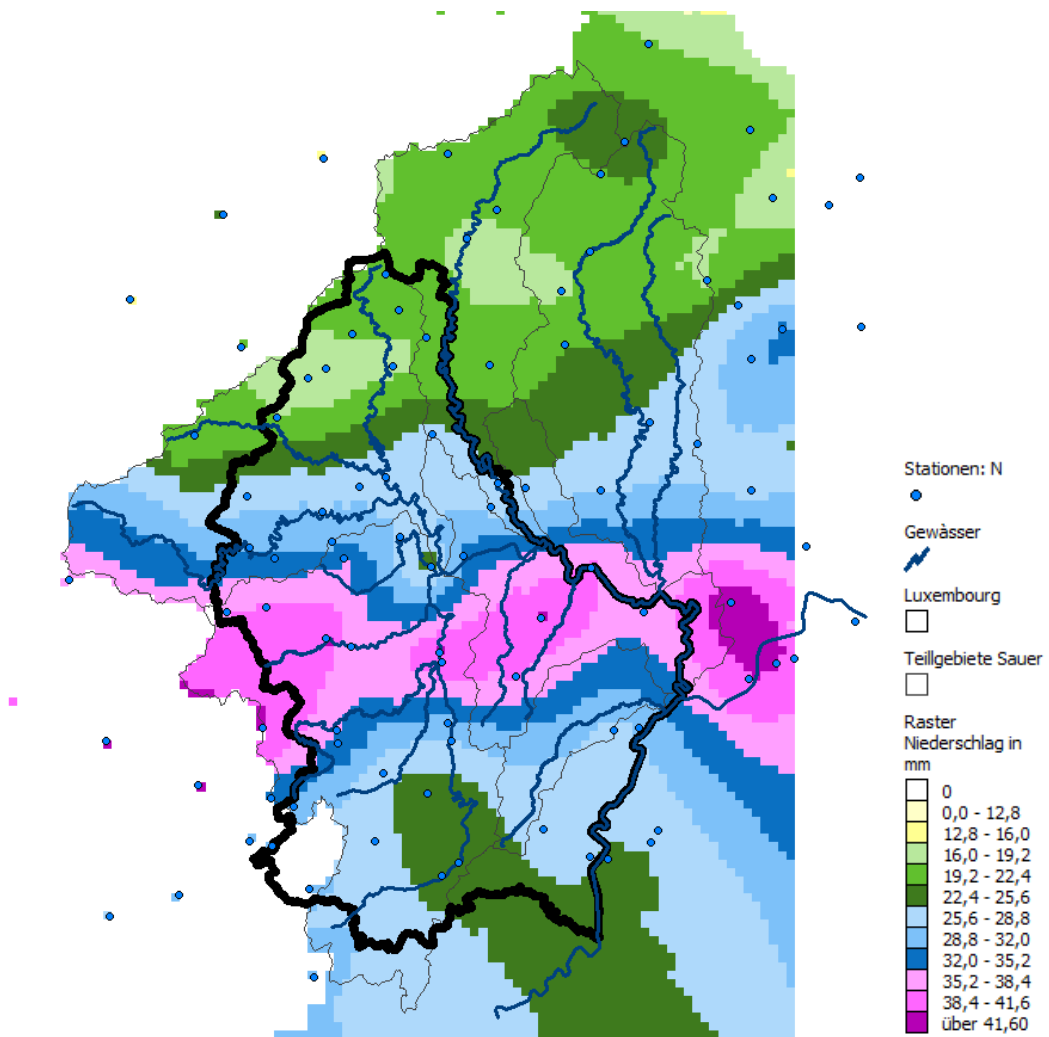 Stationen: N
Gewàsser
Luxembourg
Teillgebiete Sauer
Raster
Niederschlag in
mm
0
0,0 - 12,8
12,8 - 16,0
16,0 - 19,2
19,2 - 22,4
22,4 - 25,6
25,6 - 28,8
28,8 - 32,0
32,0 - 35,2
35,2 - 38,4
38,4 - 41,6
über 41,60